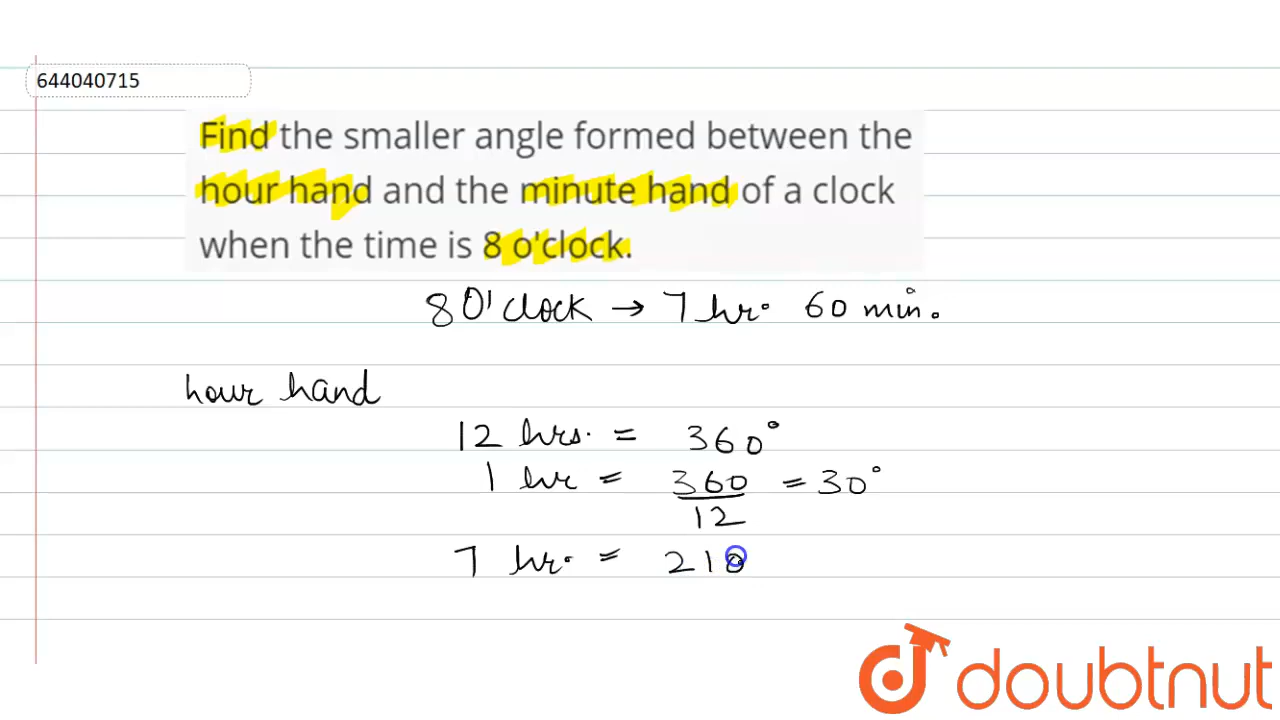 644040715
Find the smaller angle formed between the
hour hand and the minute hand of a clock
when the time is 8 o'clock.
8 O'clock → 7 hr. 60 min.
hour hand
12 hrs. = 360°
1 hr = 360/12 = 30°
7 hr. = 210
doubtnut